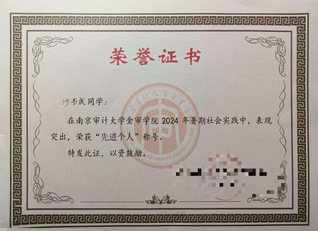 荣誉证书
同学：
在南京审计大学金审学院 2024 年暑期社会实践中，表现
突出，荣获“先进个人”称号。
特发此证，以资鼓励。